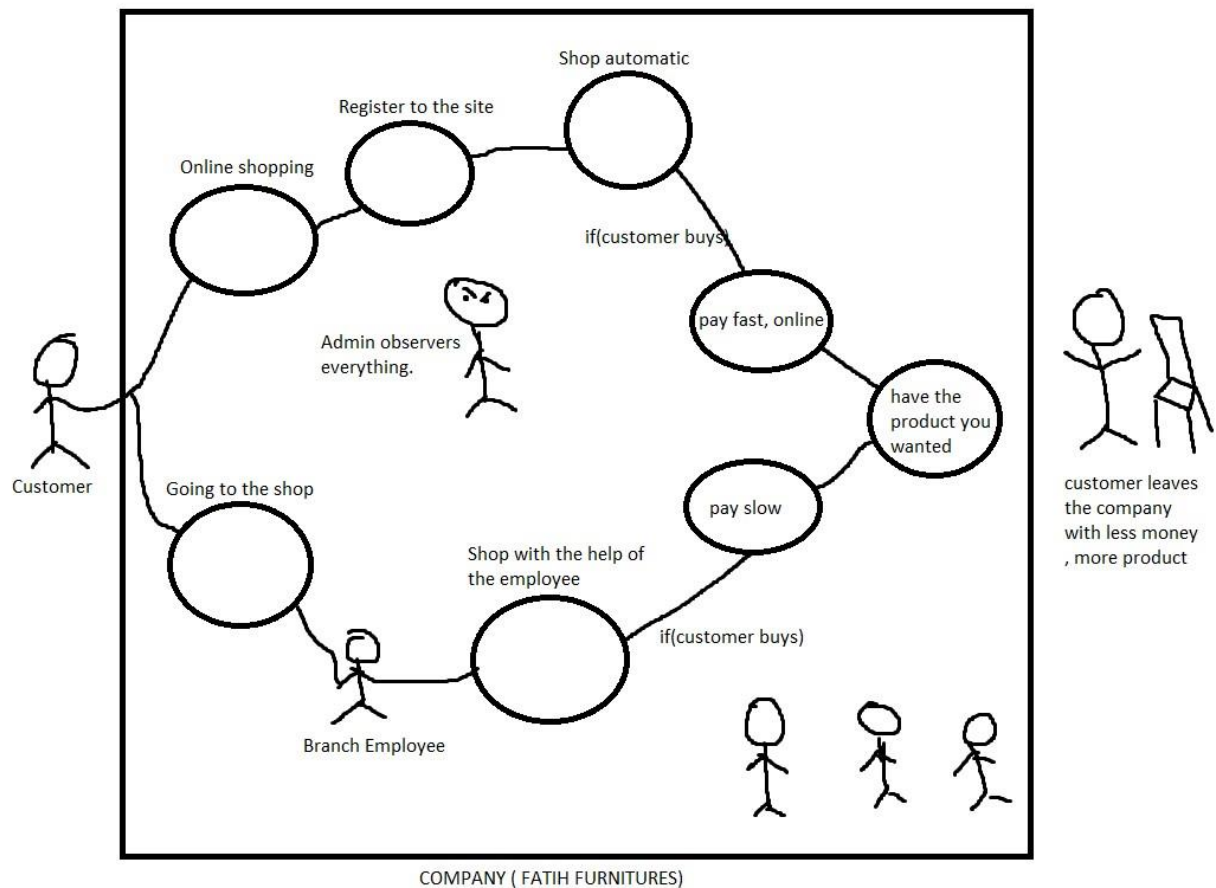 Shop automatic
Register to the site
Online shopping
if(customer buys)
Admin observers
everything.
pay fast, online
have the
product you
wanted
Customer
Going to the shop
pay slow
customer leaves
the company
with less money
, more product
Shop with the help of
the employee
if(customer buys)
Branch Employee
COMPANY ( FATIH FURNITURES)